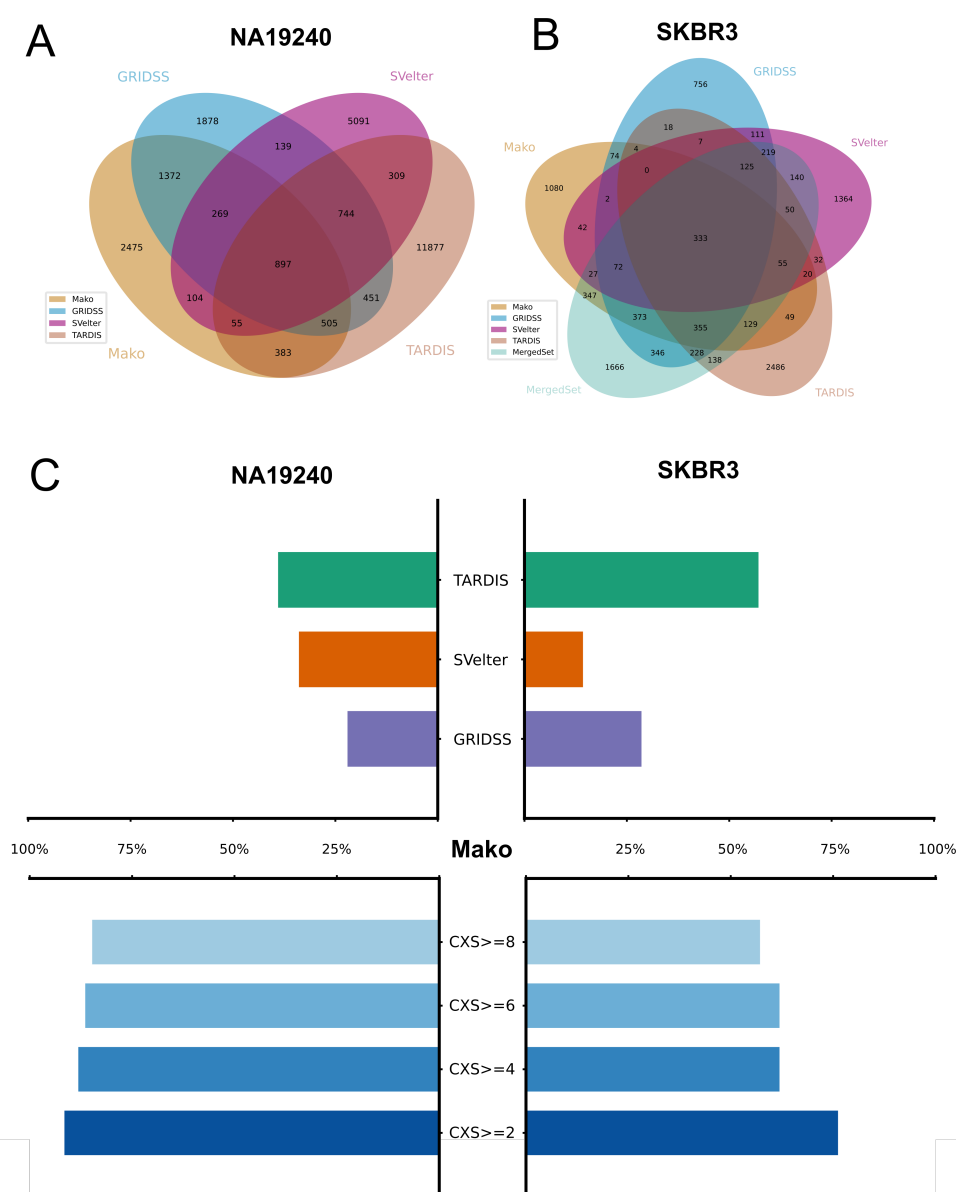 A
NA19240
GRIDSS
SVelter
1878
5091
139
1372
309
269
744
2475
11877
897
104
451
55
505
383
Mako
GRIDSS
SVelter
TARDIS
Mako
TARDIS
B
SKBR3
GRIDSS
756
Mako
SVelter
18
111
7
4
219
74
125
0
140
1080
2
1364
50
42
333
32
55
72
27
20
347
373
49
129
355
346
228
138
1666
2486
Mako
GRIDSS
SVelter
TARDIS
MergedSet
MergedSet
TARDIS
C
NA19240
SKBR3
TARDIS
SVelter
GRIDSS
100% 75% 50% 25% Mako 25% 50% 75% 100%
CXS>=8
CXS>=6
CXS>=4
CXS>=2